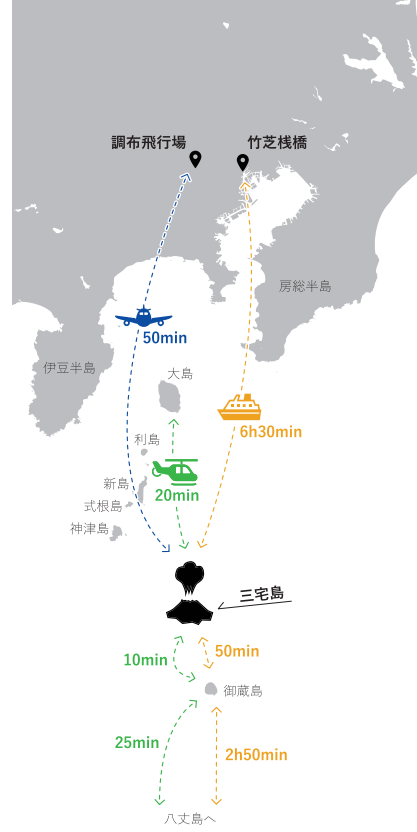 調布飛行場
竹芝桟橋
房総半島
50min
伊豆半島
大島
6h30min
利島
20min
新島
式根島
神津島
三宅島
50min
10min
御蔵島
25min
2h50min
八丈島へ